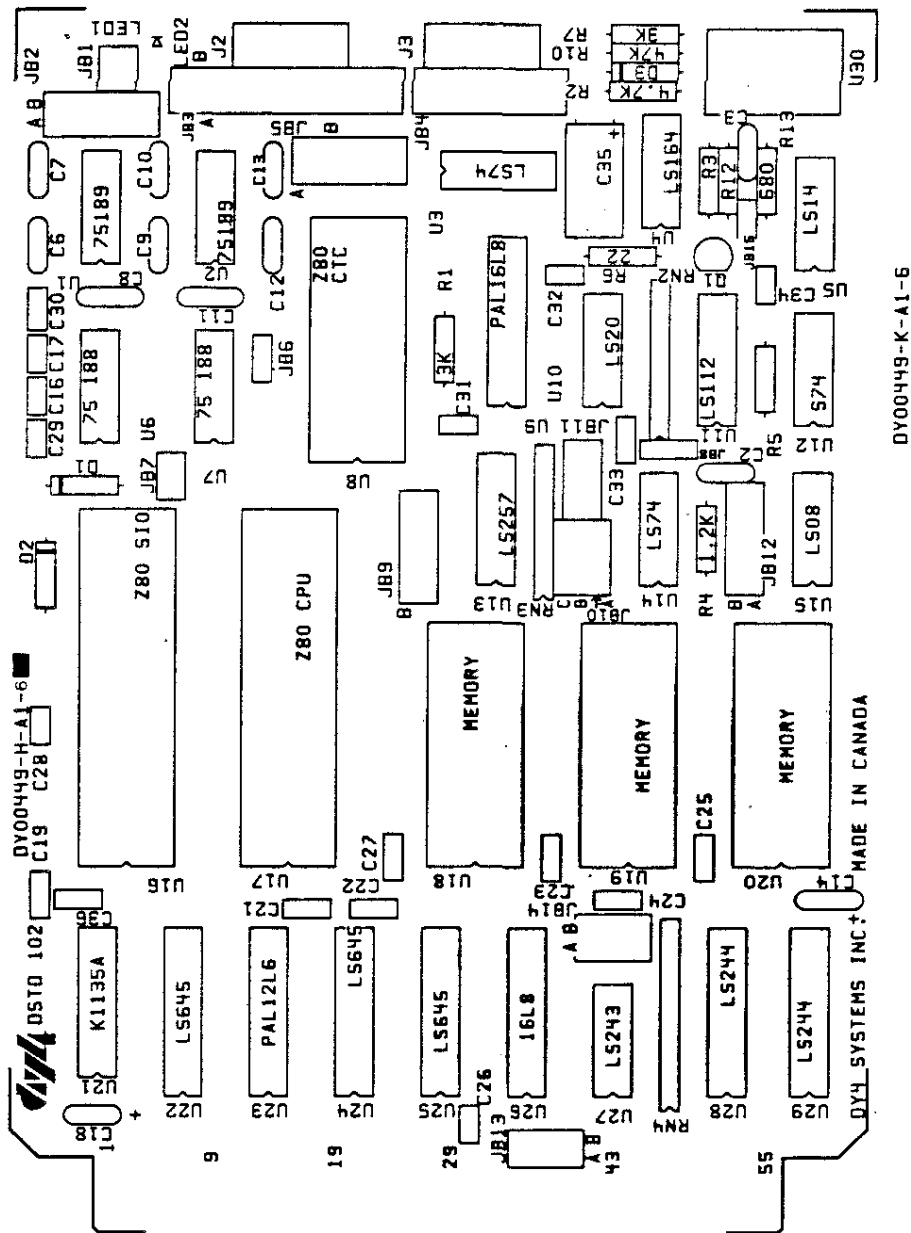 JB2
LED1
JB1
A B
LED2
B
J2
J3
R7
3K
R10
47K
D3
R2
4.7K
U30
JB3
A
JB5
B
A
JB4
C7
75189
C10
75189
C13
LS74
C35
+
LS164
R3
R12
680
C3
R13
LS14
C6
C9
U2
C12
Z80
CTC
U3
U4
22
R6
RN2
JB16
Q1
U5
C34
U1
C8
C11
R1
C32
C30
C17
C16
C29
75 188
75 188
JB6
3K
C31
PAL16L8
U10
LS20
LS112
U11
R5
S74
U12
U6
U7
U8
U9
JB11
C33
JB8
C2
D1
JB7
D2
Z80 SIO
Z80 CPU
JB9
B
LS257
U13
RN3
C
B
A
JB10
LS74
U14
1.2K
R4
B
A
JB12
LS08
U15
DY00449-H-A1-6
C28
C19
U16
U17
C27
C22
C21
MEMORY
U18
C23
JB14
MEMORY
U19
C24
C25
MEMORY
U20
C14
+
DY4
DSTD 102
C36
K1135A
U21
LS645
U22
PAL12L6
U23
LS645
U24
LS645
U25
C26
16L8
U26
A B
LS243
U27
RN4
LS244
U28
LS244
U29
C18
+
1
9
19
29
JB13
A B
43
55
DY4 SYSTEMS INC. MADE IN CANADA
DY00449-K-A1-6